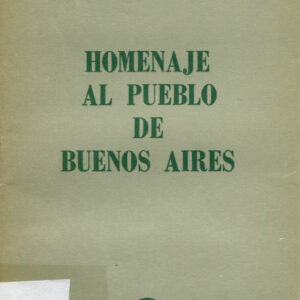 HOMENAJE
AL PUEBLO
DE
BUENOS AIRES